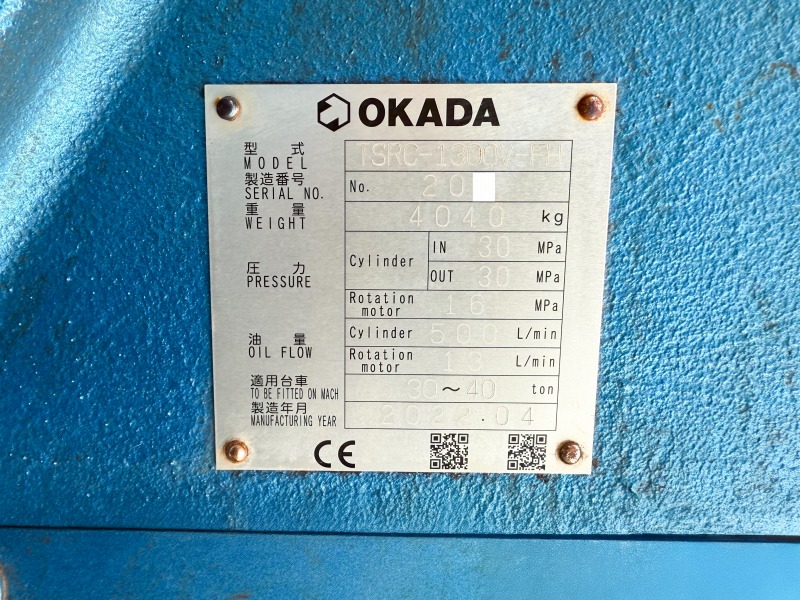 OKADA
型式 TSRC-1300V-FH
MODEL
製造番号 No. 20
SERIAL NO.
重量 4040 kg
WEIGHT
圧力 Cylinder IN 30 MPa
PRESSURE OUT 30 MPa
Rotation motor 16 MPa
油量 Cylinder 500 L/min
OIL FLOW Rotation motor L/min
適用台車 30～40 ton
TO BE FITTED ON MACH
製造年月 2022.04
MANUFACTURING YEAR
CE